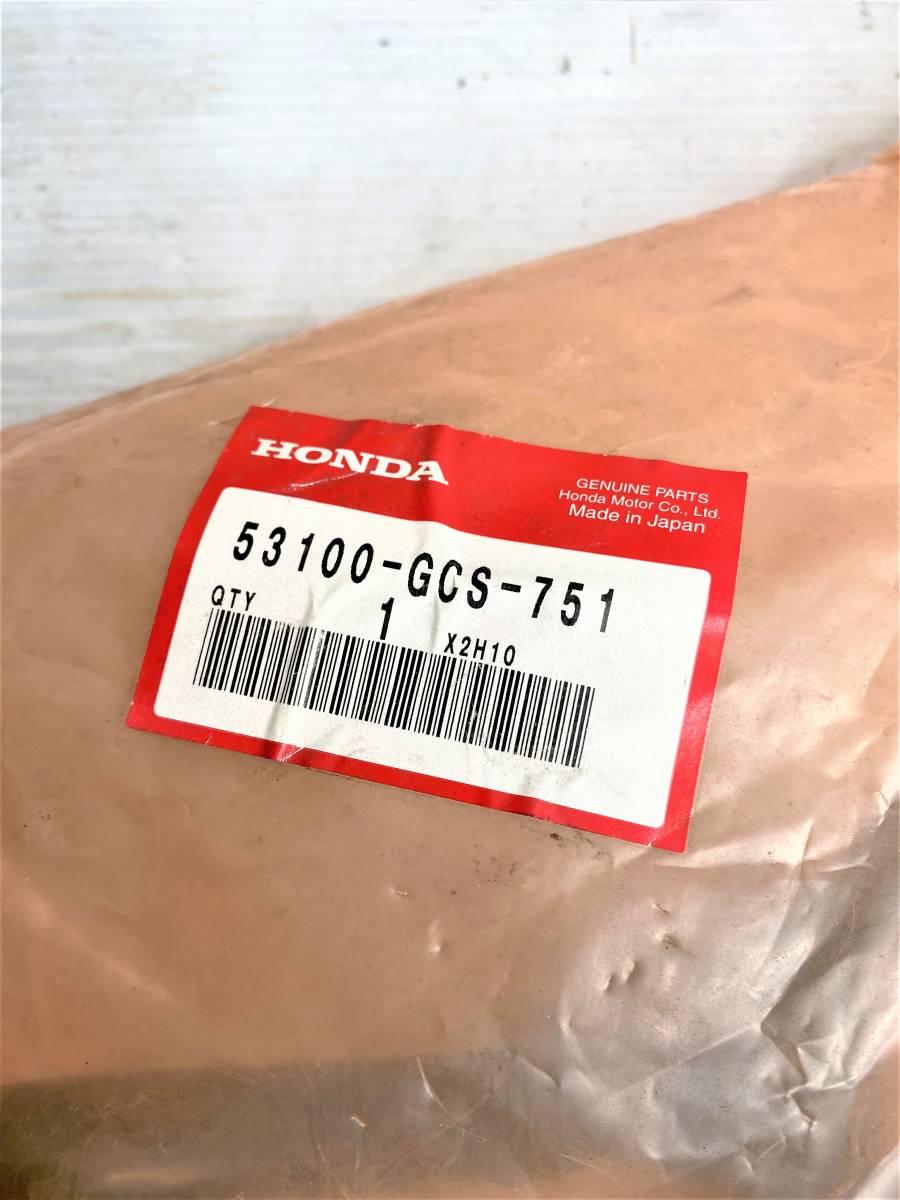 HONDA
GENUINE PARTS
Honda Motor Co., Ltd.
Made in Japan
53100-GCS-751
QTY 1 X2H10